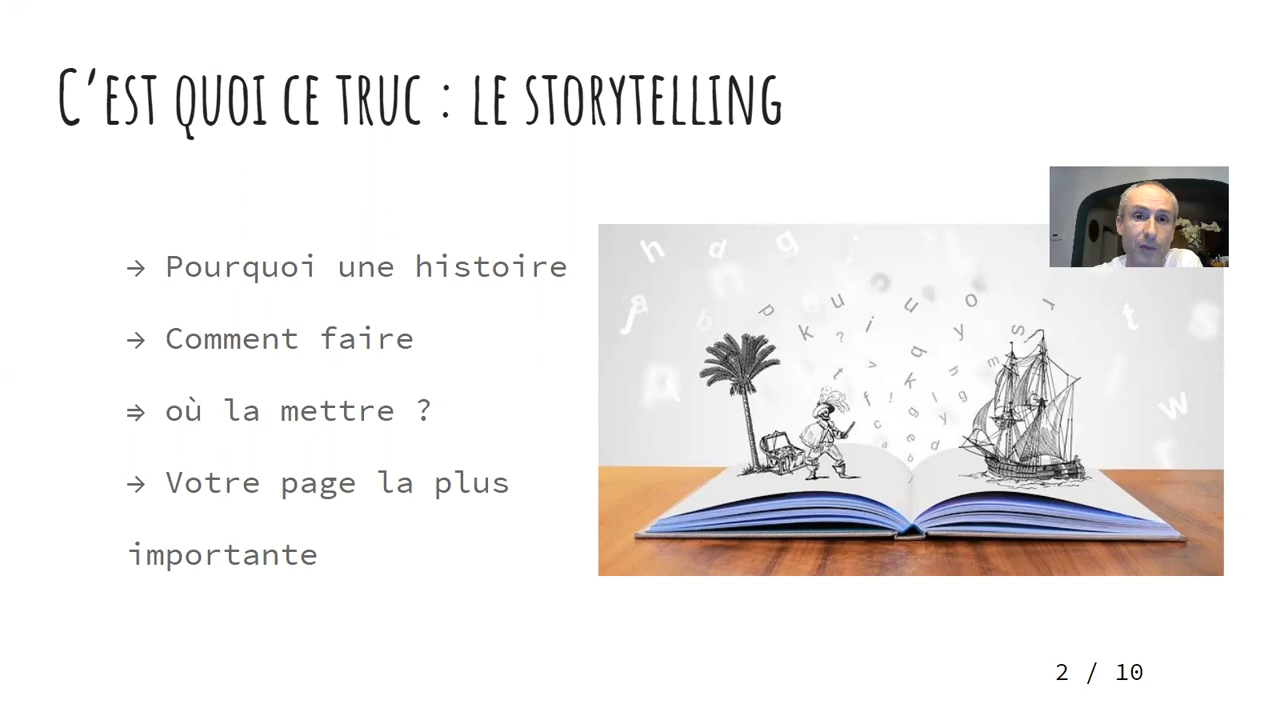 C'est quoi ce truc : le storytelling
→ Pourquoi une histoire
→ Comment faire
⇒ où la mettre ?
→ Votre page la plus
importante
2 / 10